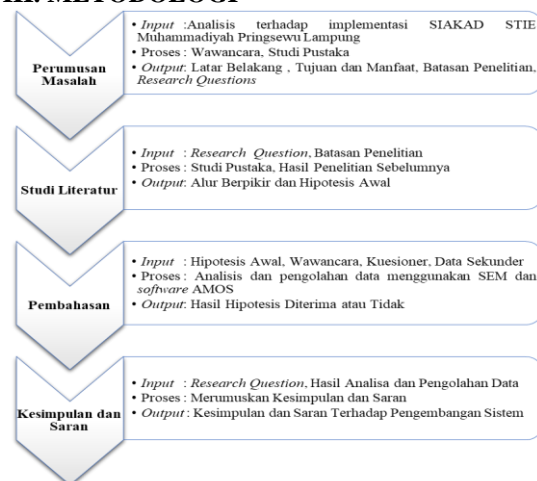 III. METODOLOGI
Perumusan
Masalah
• Input :Analisis terhadap implementasi SIAKAD STIE
Muhammadiyah Pringsewu Lampung
• Proses : Wawancara, Studi Pustaka
• Output: Latar Belakang , Tujuan dan Manfaat, Batasan Penelitian,
Research Questions
Studi Literatur
• Input : Research Question, Batasan Penelitian
• Proses : Studi Pustaka, Hasil Penelitian Sebelumnya
• Output: Alur Berpikir dan Hipotesis Awal
Pembahasan
• Input : Hipotesis Awal, Wawancara, Kuesioner, Data Sekunder
• Proses : Analisis dan pengolahan data menggunakan SEM dan
software AMOS
• Output: Hasil Hipotesis Diterima atau Tidak
Kesimpulan dan
Saran
• Input : Research Question, Hasil Analisa dan Pengolahan Data
• Proses : Merumuskan Kesimpulan dan Saran
• Output : Kesimpulan dan Saran Terhadap Pengembangan Sistem